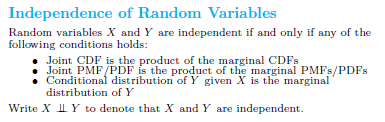 Independence of Random Variables
Random variables X and Y are independent if and only if any of the
following conditions holds:
• Joint CDF is the product of the marginal CDFs
• Joint PMF/PDF is the product of the marginal PMFs/PDFs
• Conditional distribution of Y given X is the marginal
distribution of Y
Write X ⫫ Y to denote that X and Y are independent.